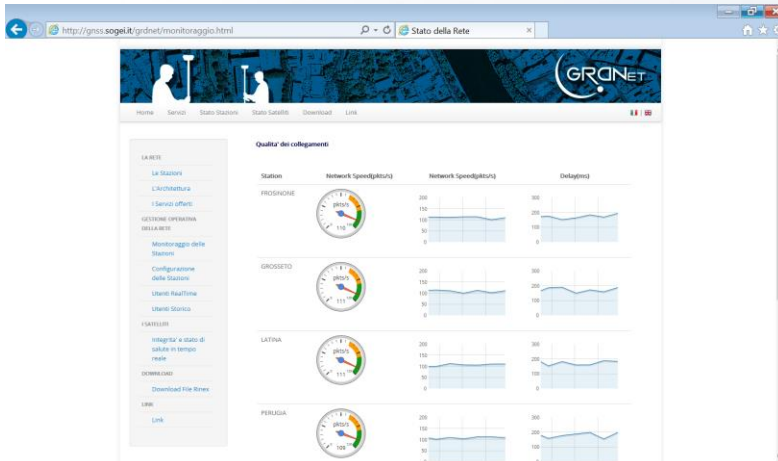 http://gnss.sogei.it/grdnet/monitoraggio.html
Stato della Rete
GRDNET
Home Servizi Stato Stazioni Stato Satelliti Download Link
Qualita' dei collegamenti
LA RETE
Le Stazioni
L'Architettura
I Servizi offerti
GESTIONE OPERATIVA
DELLA RETE
Monitoraggio delle
Stazioni
Configurazione
delle Stazioni
Utenti RealTime
Utenti Storico
I SATELLITI
Integrita' e stato di
salute in tempo
reale
DOWNLOAD
Download File Rinex
LINK
Link
Station Network Speed(pkts/s) Network Speed(pkts/s) Delay(ms)
FROSINONE
pkts/s
110
200
150
100
50
0
300
200
100
0
GROSSETO
pkts/s
111
200
150
100
50
0
300
200
100
0
LATINA
pkts/s
111
200
150
100
50
0
300
200
100
0
PERUGIA
pkts/s
109
200
150
100
50
0
300
200
100
0